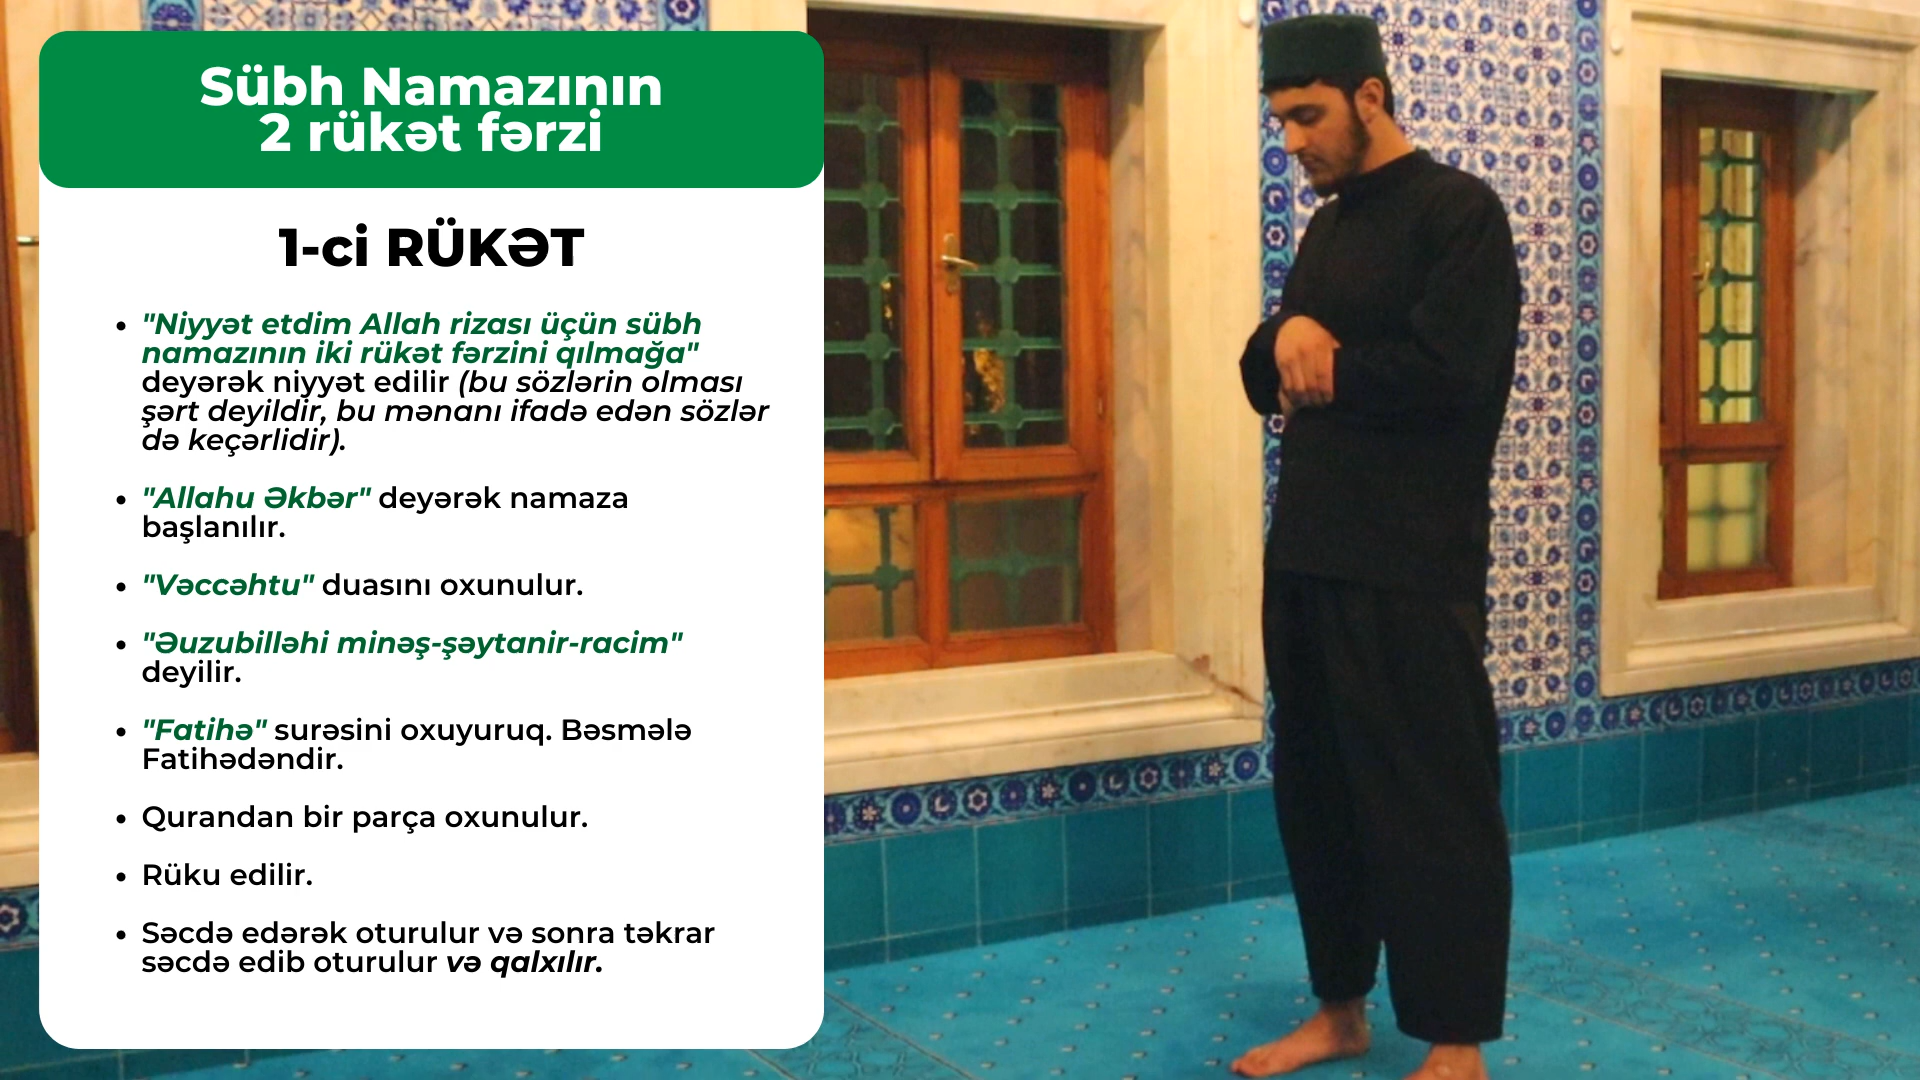 Sübh Namazının
2 rükət fərzi
1-ci RÜKƏT
• "Niyyət etdim Allah rizası üçün sübh
namazının iki rükət fərzini qılmağa"
deyərək niyyət edilir (bu sözlərin olması
şərt deyildir, bu mənanı ifadə edən sözlər
də keçərlidir).
• "Allahu Əkbər" deyərək namaza
başlanılır.
• "Vəccəhtu" duasını oxunulur.
• "Əuzubilləhi minəş-şəytanir-racim"
deyilir.
• "Fatihə" surəsini oxuyuruq. Bəsmələ
Fatihədəndir.
• Qurandan bir parça oxunulur.
• Rüku edilir.
• Səcdə edərək oturulur və sonra təkrar
səcdə edib oturulur və qalxılır.